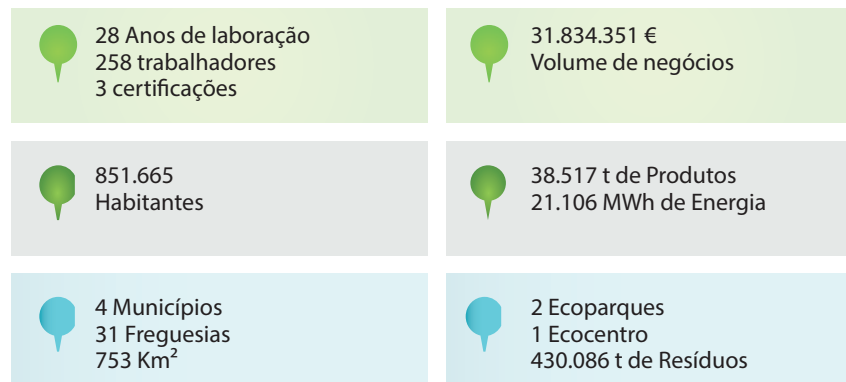 28 Anos de laboração
258 trabalhadores
3 certificações
31.834.351 €
Volume de negócios
851.665
Habitantes
38.517 t de Produtos
21.106 MWh de Energia
4 Municípios
31 Freguesias
753 Km²
2 Ecoparques
1 Ecocentro
430.086 t de Resíduos